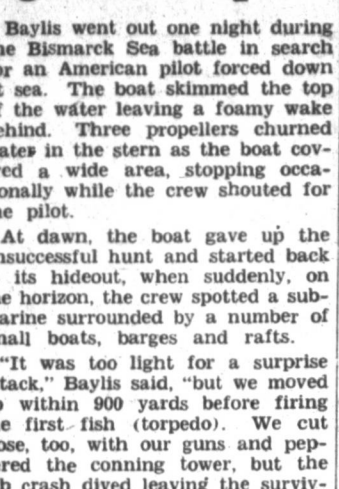 Baylis went out one night during
he Bismarck Sea battle in search
or an American pilot forced down
t sea. The boat skimmed the top
f the water leaving a foamy wake
ehind. Three propellers churned
ater in the stern as the boat cov-
ed a wide area, stopping occa-
onally while the crew shouted for
e pilot.
At dawn, the boat gave up the
nsuccessful hunt and started back
its hideout, when suddenly, on
e horizon, the crew spotted a sub-
arine surrounded by a number of
mall boats, barges and rafts.
"It was too light for a surprise
tack," Baylis said, "but we moved
within 900 yards before firing
e first fish (torpedo). We cut
ose, too, with our guns and pep-
red the conning tower, but the
crash dived leaving the surviv-